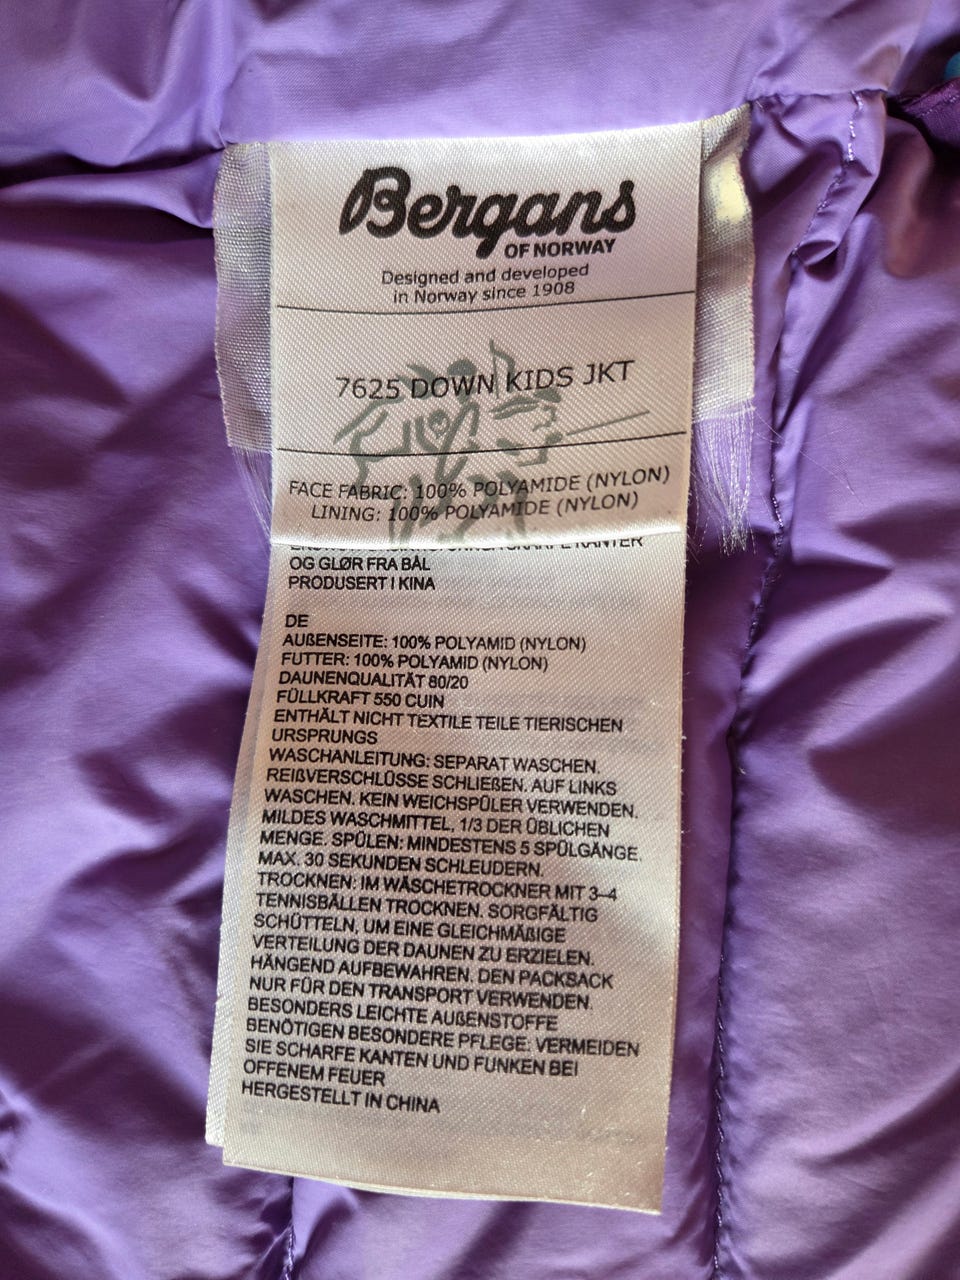 Bergans
OF NORWAY
Designed and developed
in Norway since 1908
7625 DOWN KIDS JKT
FACE FABRIC: 100% POLYAMIDE (NYLON)
LINING: 100% POLYAMIDE (NYLON)
KANTER
OG GLØR FRA BÅL
PRODUSERT I KINA
DE
AUßENSEITE: 100% POLYAMID (NYLON)
FUTTER: 100% POLYAMID (NYLON)
DAUNENQUALITÄT 80/20
FÜLLKRAFT 550 CUIN
ENTHÄLT NICHT TEXTILE TEILE TIERISCHEN
URSPRUNGS
WASCHANLEITUNG: SEPARAT WASCHEN.
REIßVERSCHLÜSSE SCHLIEßEN. AUF LINKS
WASCHEN. KEIN WEICHSPÜLER VERWENDEN.
MILDES WASCHMITTEL, 1/3 DER ÜBLICHEN
MENGE. SPÜLEN: MINDESTENS 5 SPÜLGÄNGE.
MAX. 30 SEKUNDEN SCHLEUDERN.
TROCKNEN: IM WÄSCHETROCKNER MIT 3–4
TENNISBÄLLEN TROCKNEN. SORGFÄLTIG
SCHÜTTELN, UM EINE GLEICHMÄßIGE
VERTEILUNG DER DAUNEN ZU ERZIELEN.
HÄNGEND AUFBEWAHREN. DEN PACKSACK
NUR FÜR DEN TRANSPORT VERWENDEN.
BESONDERS LEICHTE AUßENSTOFFE
BENÖTIGEN BESONDERE PFLEGE: VERMEIDEN
SIE SCHARFE KANTEN UND FUNKEN BEI
OFFENEM FEUER
HERGESTELLT IN CHINA